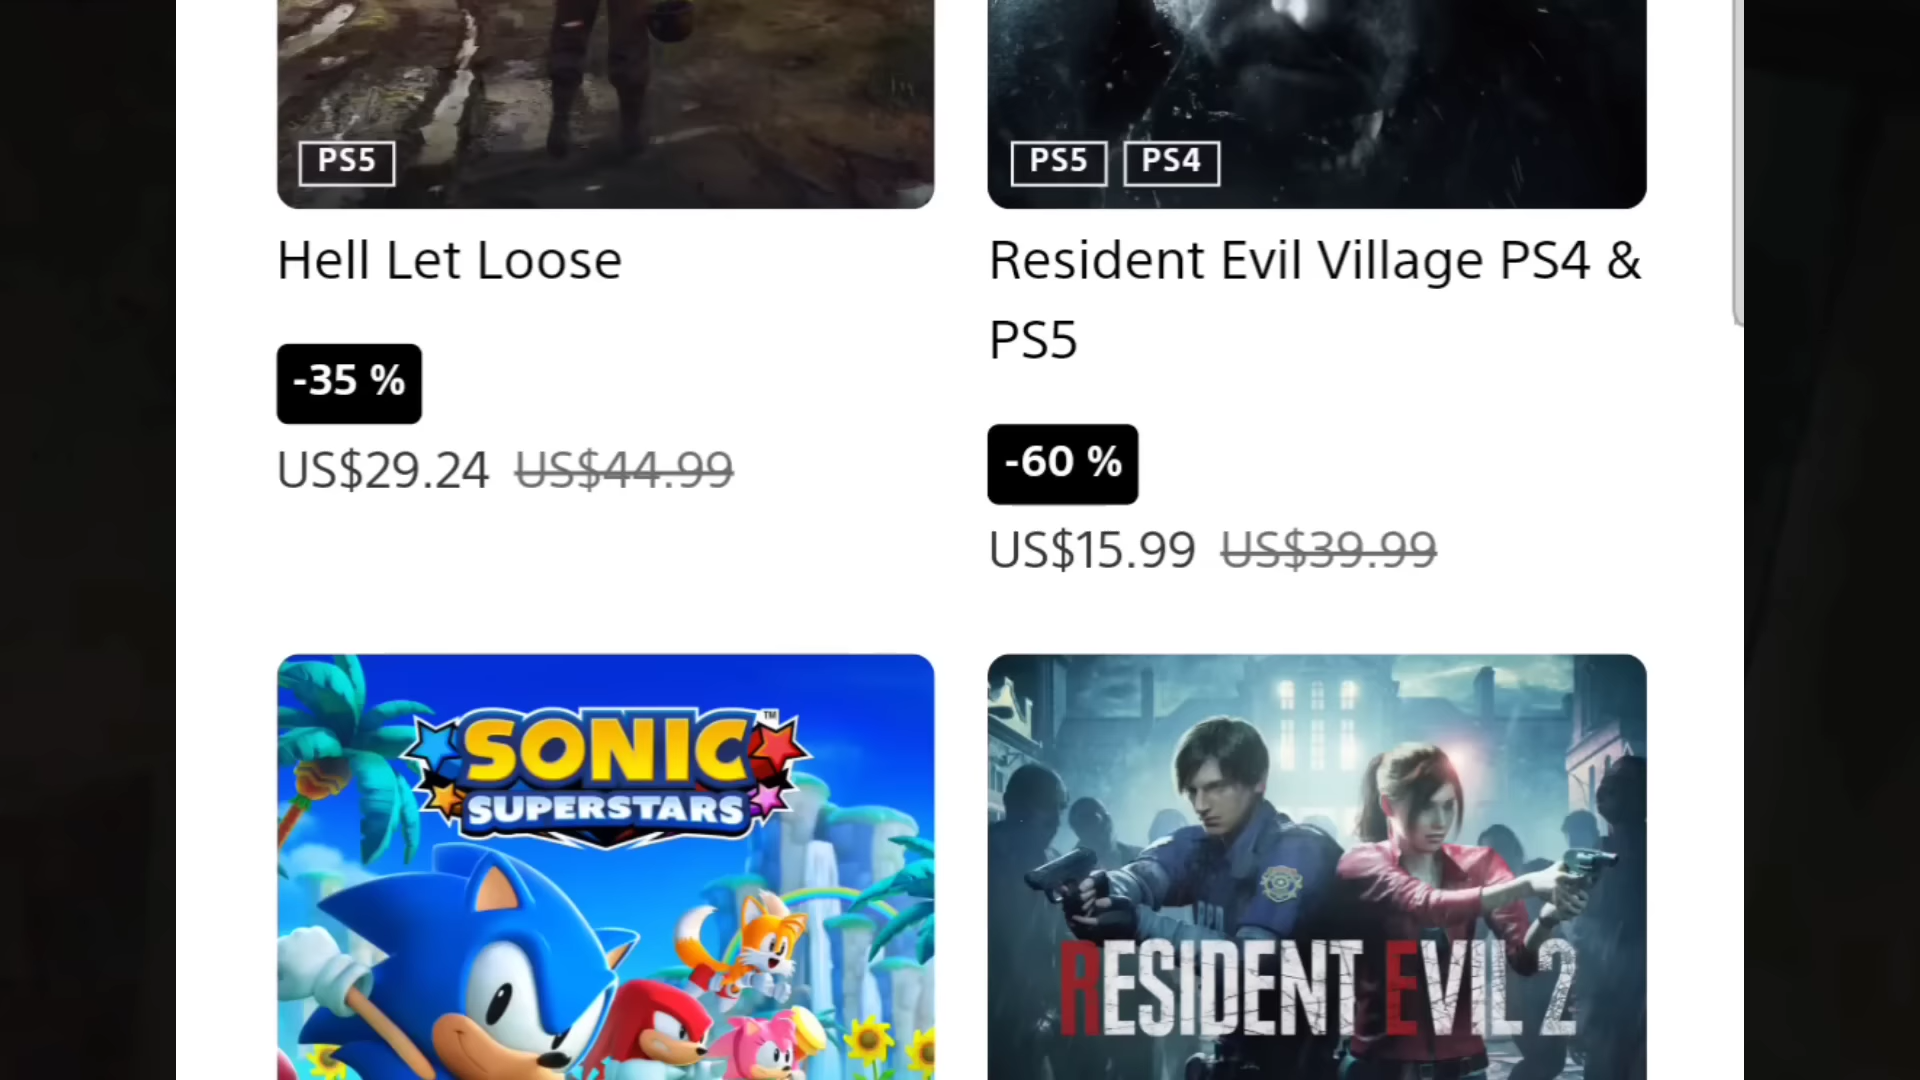 PS5
Hell Let Loose
-35 %
US$29.24 US$44.99
PS5 PS4
Resident Evil Village PS4 &
PS5
-60 %
US$15.99 US$39.99
SONIC
SUPERSTARS
TM
RESIDENT EVIL 2